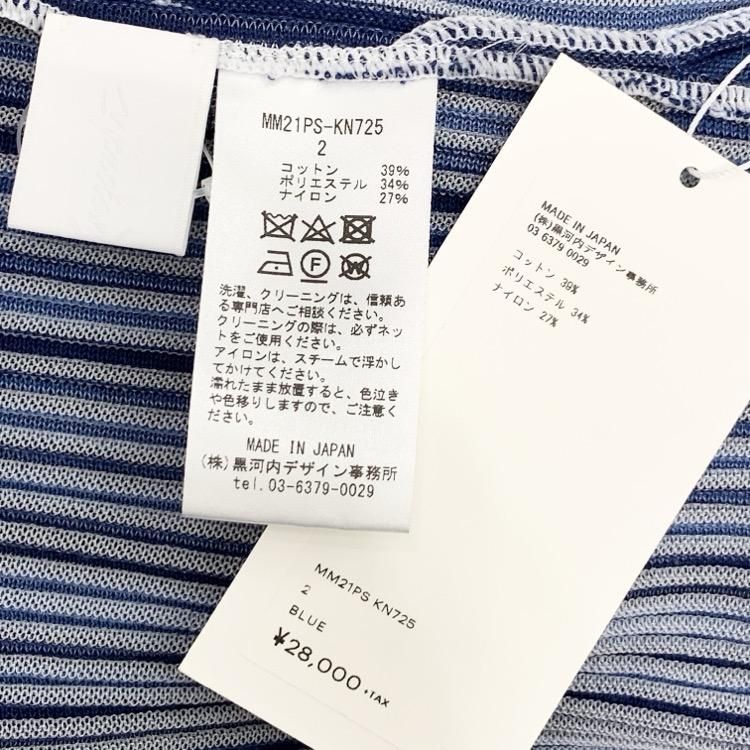 MM21PS-KN725
2
コットン 39%
ポリエステル 34%
ナイロン 27%
F
W
洗濯、クリーニングは、信頼あ
る専門店へご相談ください。
クリーニングの際は、必ずネッ
トをご使用ください。
アイロンは、スチームで浮かし
てかけてください。
濡れたまま放置すると、色泣き
や色移りしますので、ご注意く
ださい。
MADE IN JAPAN
(株)黒河内デザイン事務所
tel.03-6379-0029
MADE IN JAPAN
(株)黒河内デザイン事務所
03 6379 0029
コットン 39%
ポリエステル 34%
ナイロン 27%
MM21PS KN725
2
BLUE
¥28,000.+TAX